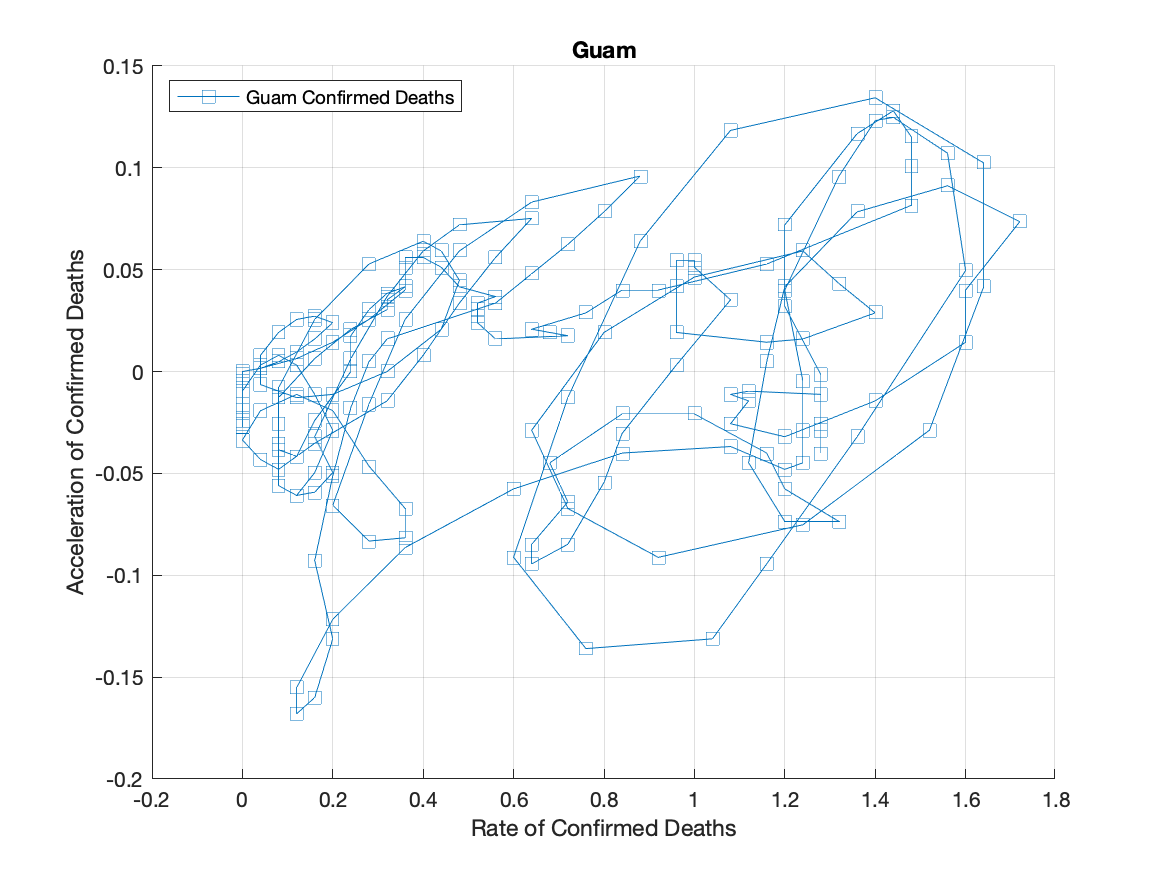 Guam
Guam Confirmed Deaths
0.15
0.1
0.05
0
-0.05
-0.1
-0.15
-0.2
Acceleration of Confirmed Deaths
-0.2 0 0.2 0.4 0.6 0.8 1 1.2 1.4 1.6 1.8
Rate of Confirmed Deaths